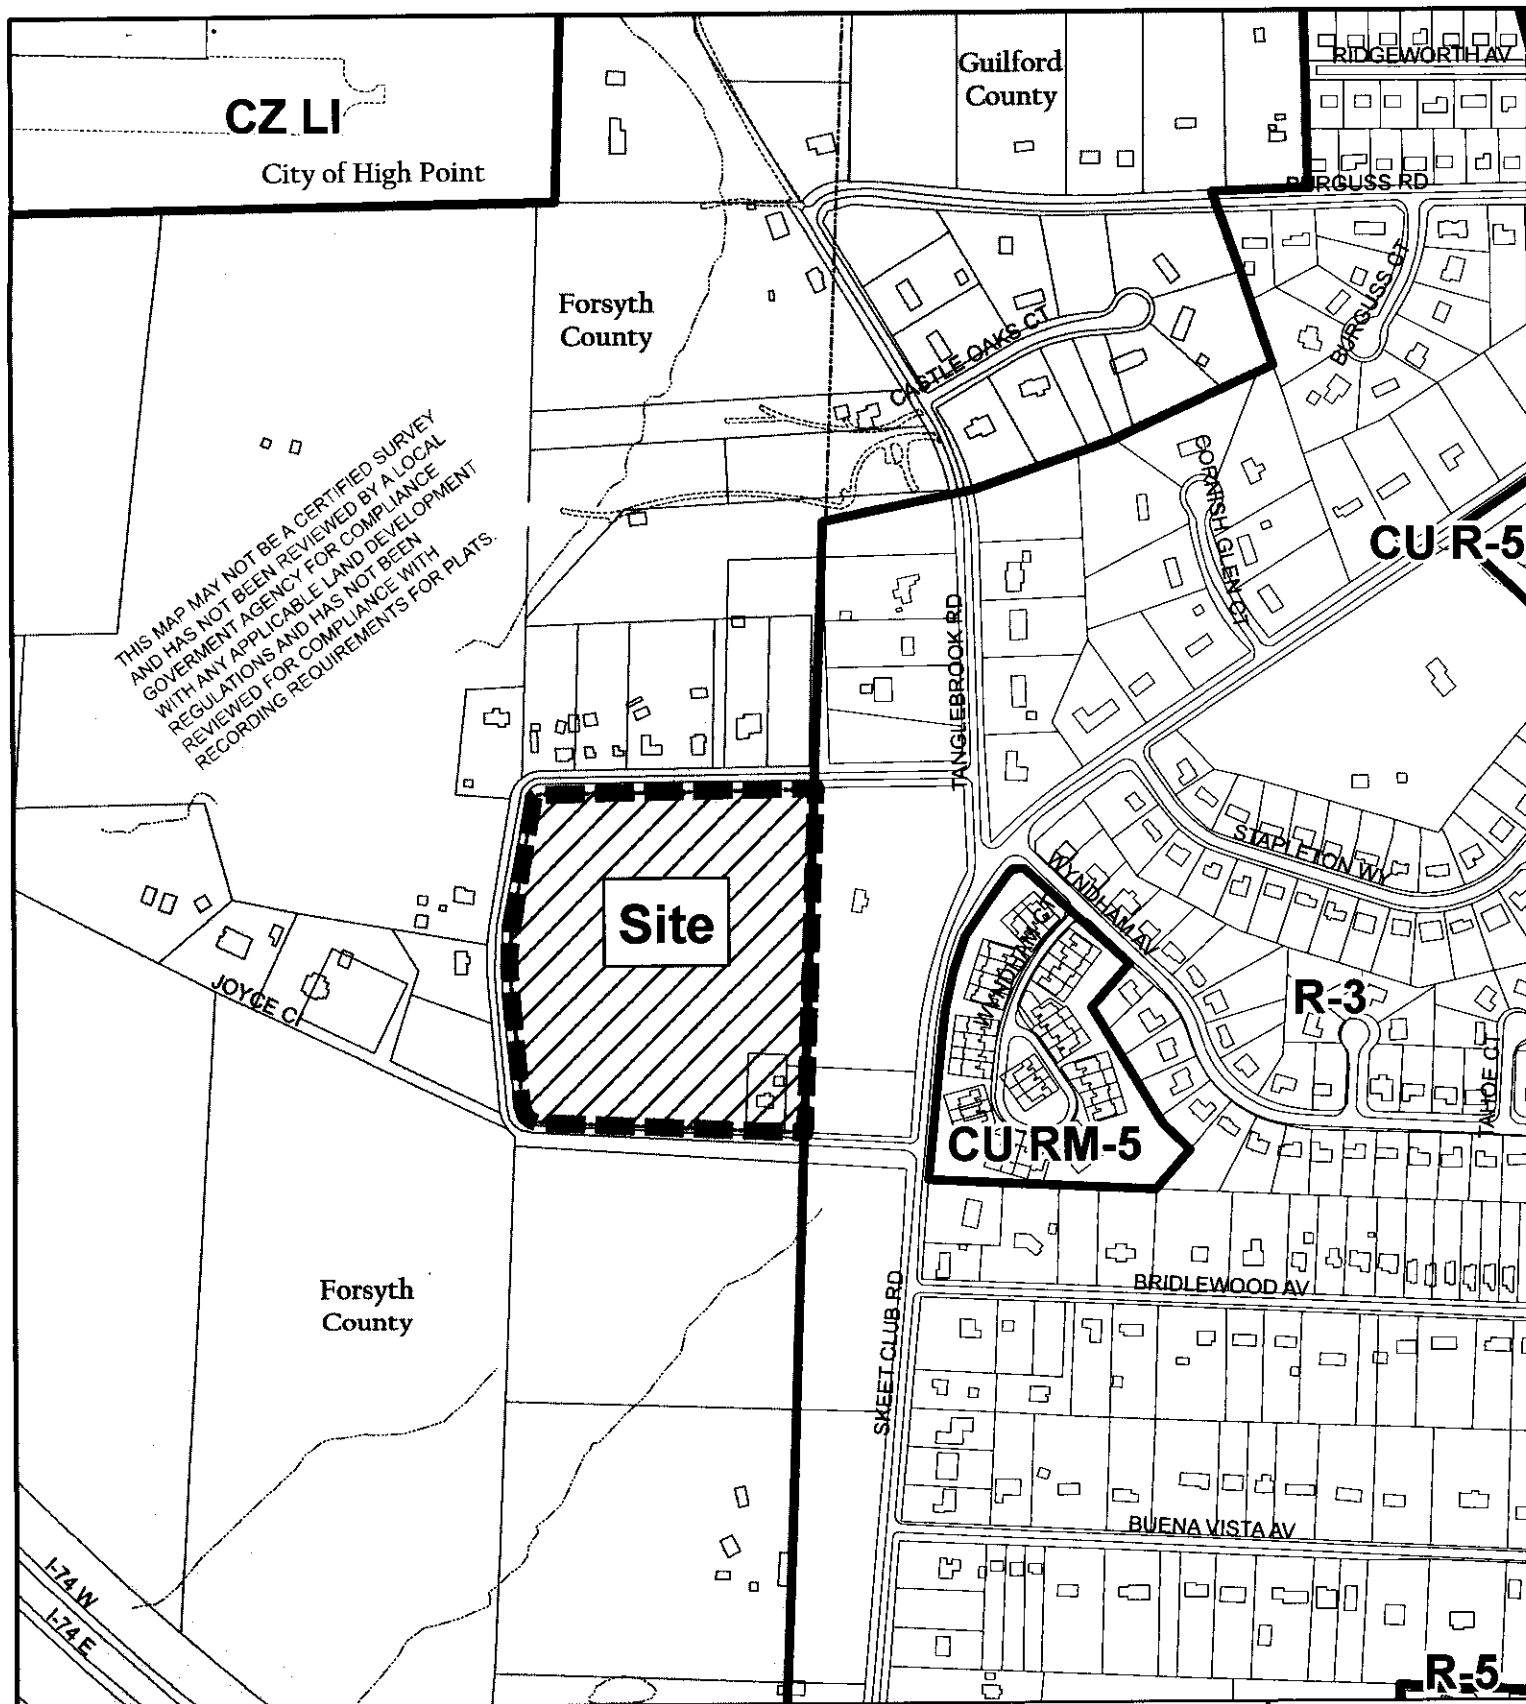 Guilford
County
RIDGEWORTH AV
CZ LI
City of High Point
BURGUSS RD
BURGUSS CT
Forsyth
County
CASTLE OAKS CT
THIS MAP MAY NOT BE A CERTIFIED SURVEY
AND HAS NOT BEEN REVIEWED BY A LOCAL
GOVERMENT AGENCY FOR COMPLIANCE
WITH ANY APPLICABLE LAND DEVELOPMENT
REGULATIONS AND HAS NOT BEEN
REVIEWED FOR COMPLIANCE WITH
RECORDING REQUIREMENTS FOR PLATS.
CORNISH GLEN CT
CU R-5
TANGLEBROOK RD
STAPLETON WY
WYNDHAM AV
Site
JOYCE CI
R-3
TAHOE CT
CU RM-5
Forsyth
County
BRIDLEWOOD AV
SKEET CLUB RD
BUENA VISTA AV
I-74 W
I-74 E
R-5